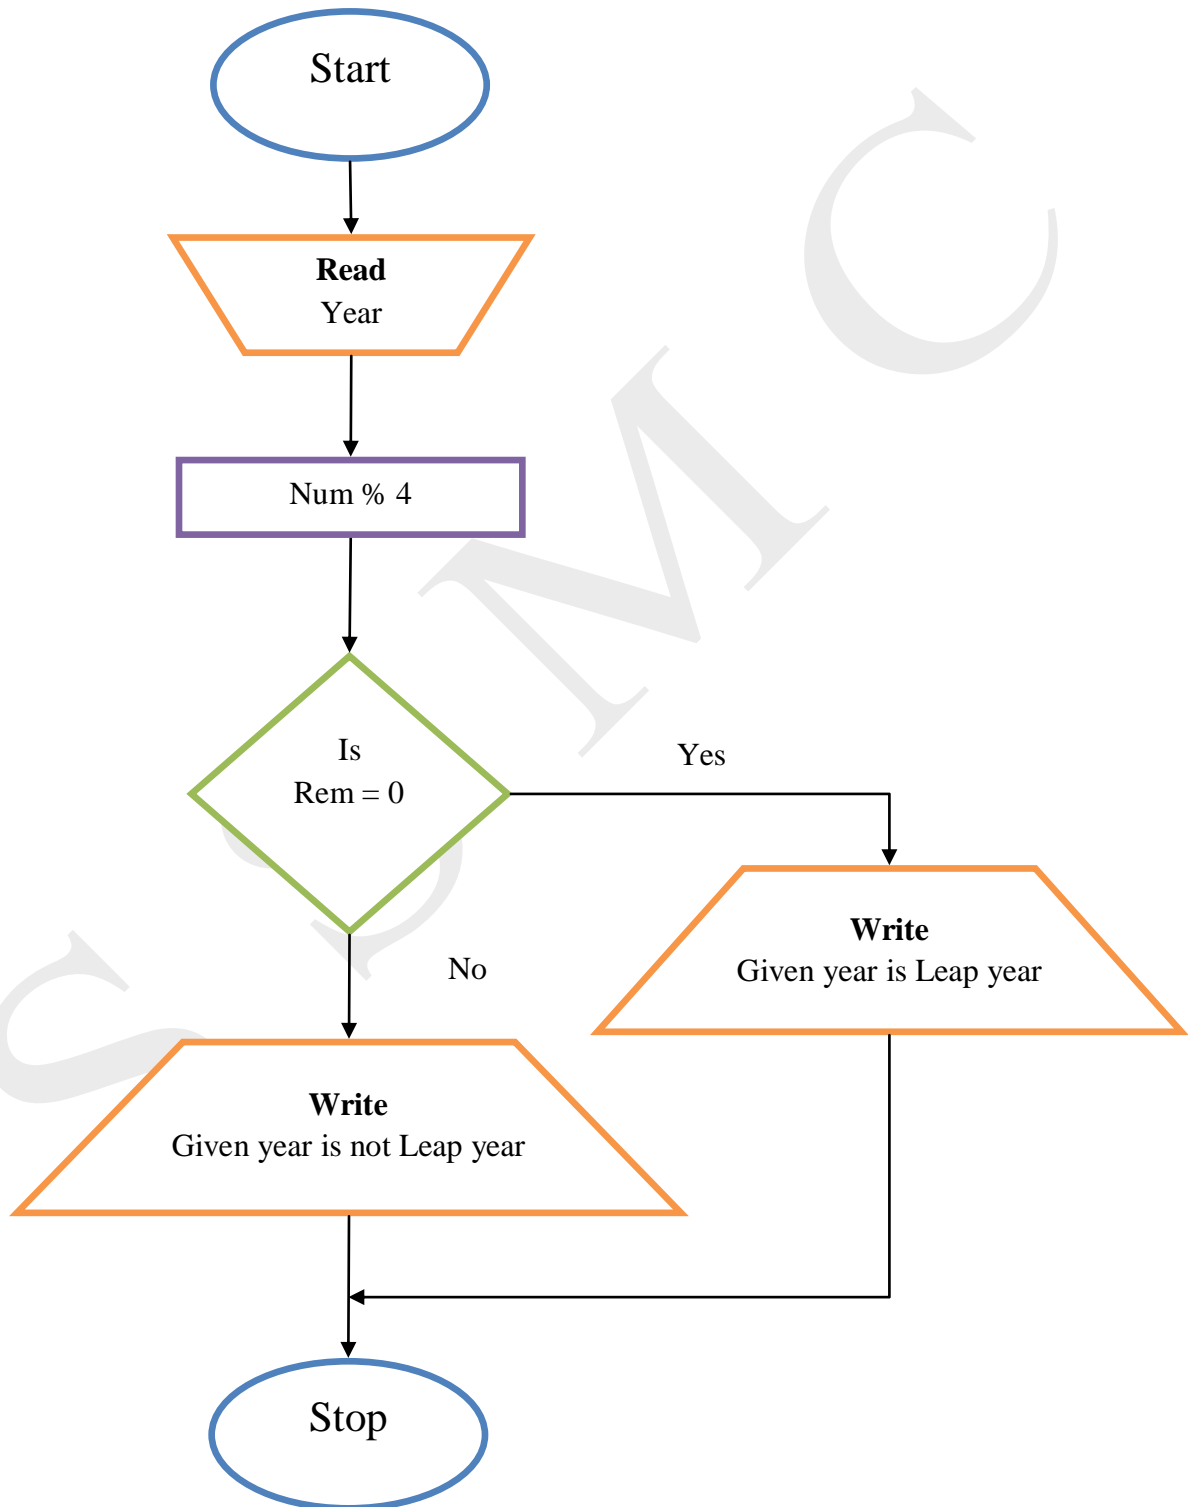 Start
Read
Year
Num % 4
Is
Rem = 0
Yes
No
Write
Given year is Leap year
Write
Given year is not Leap year
Stop